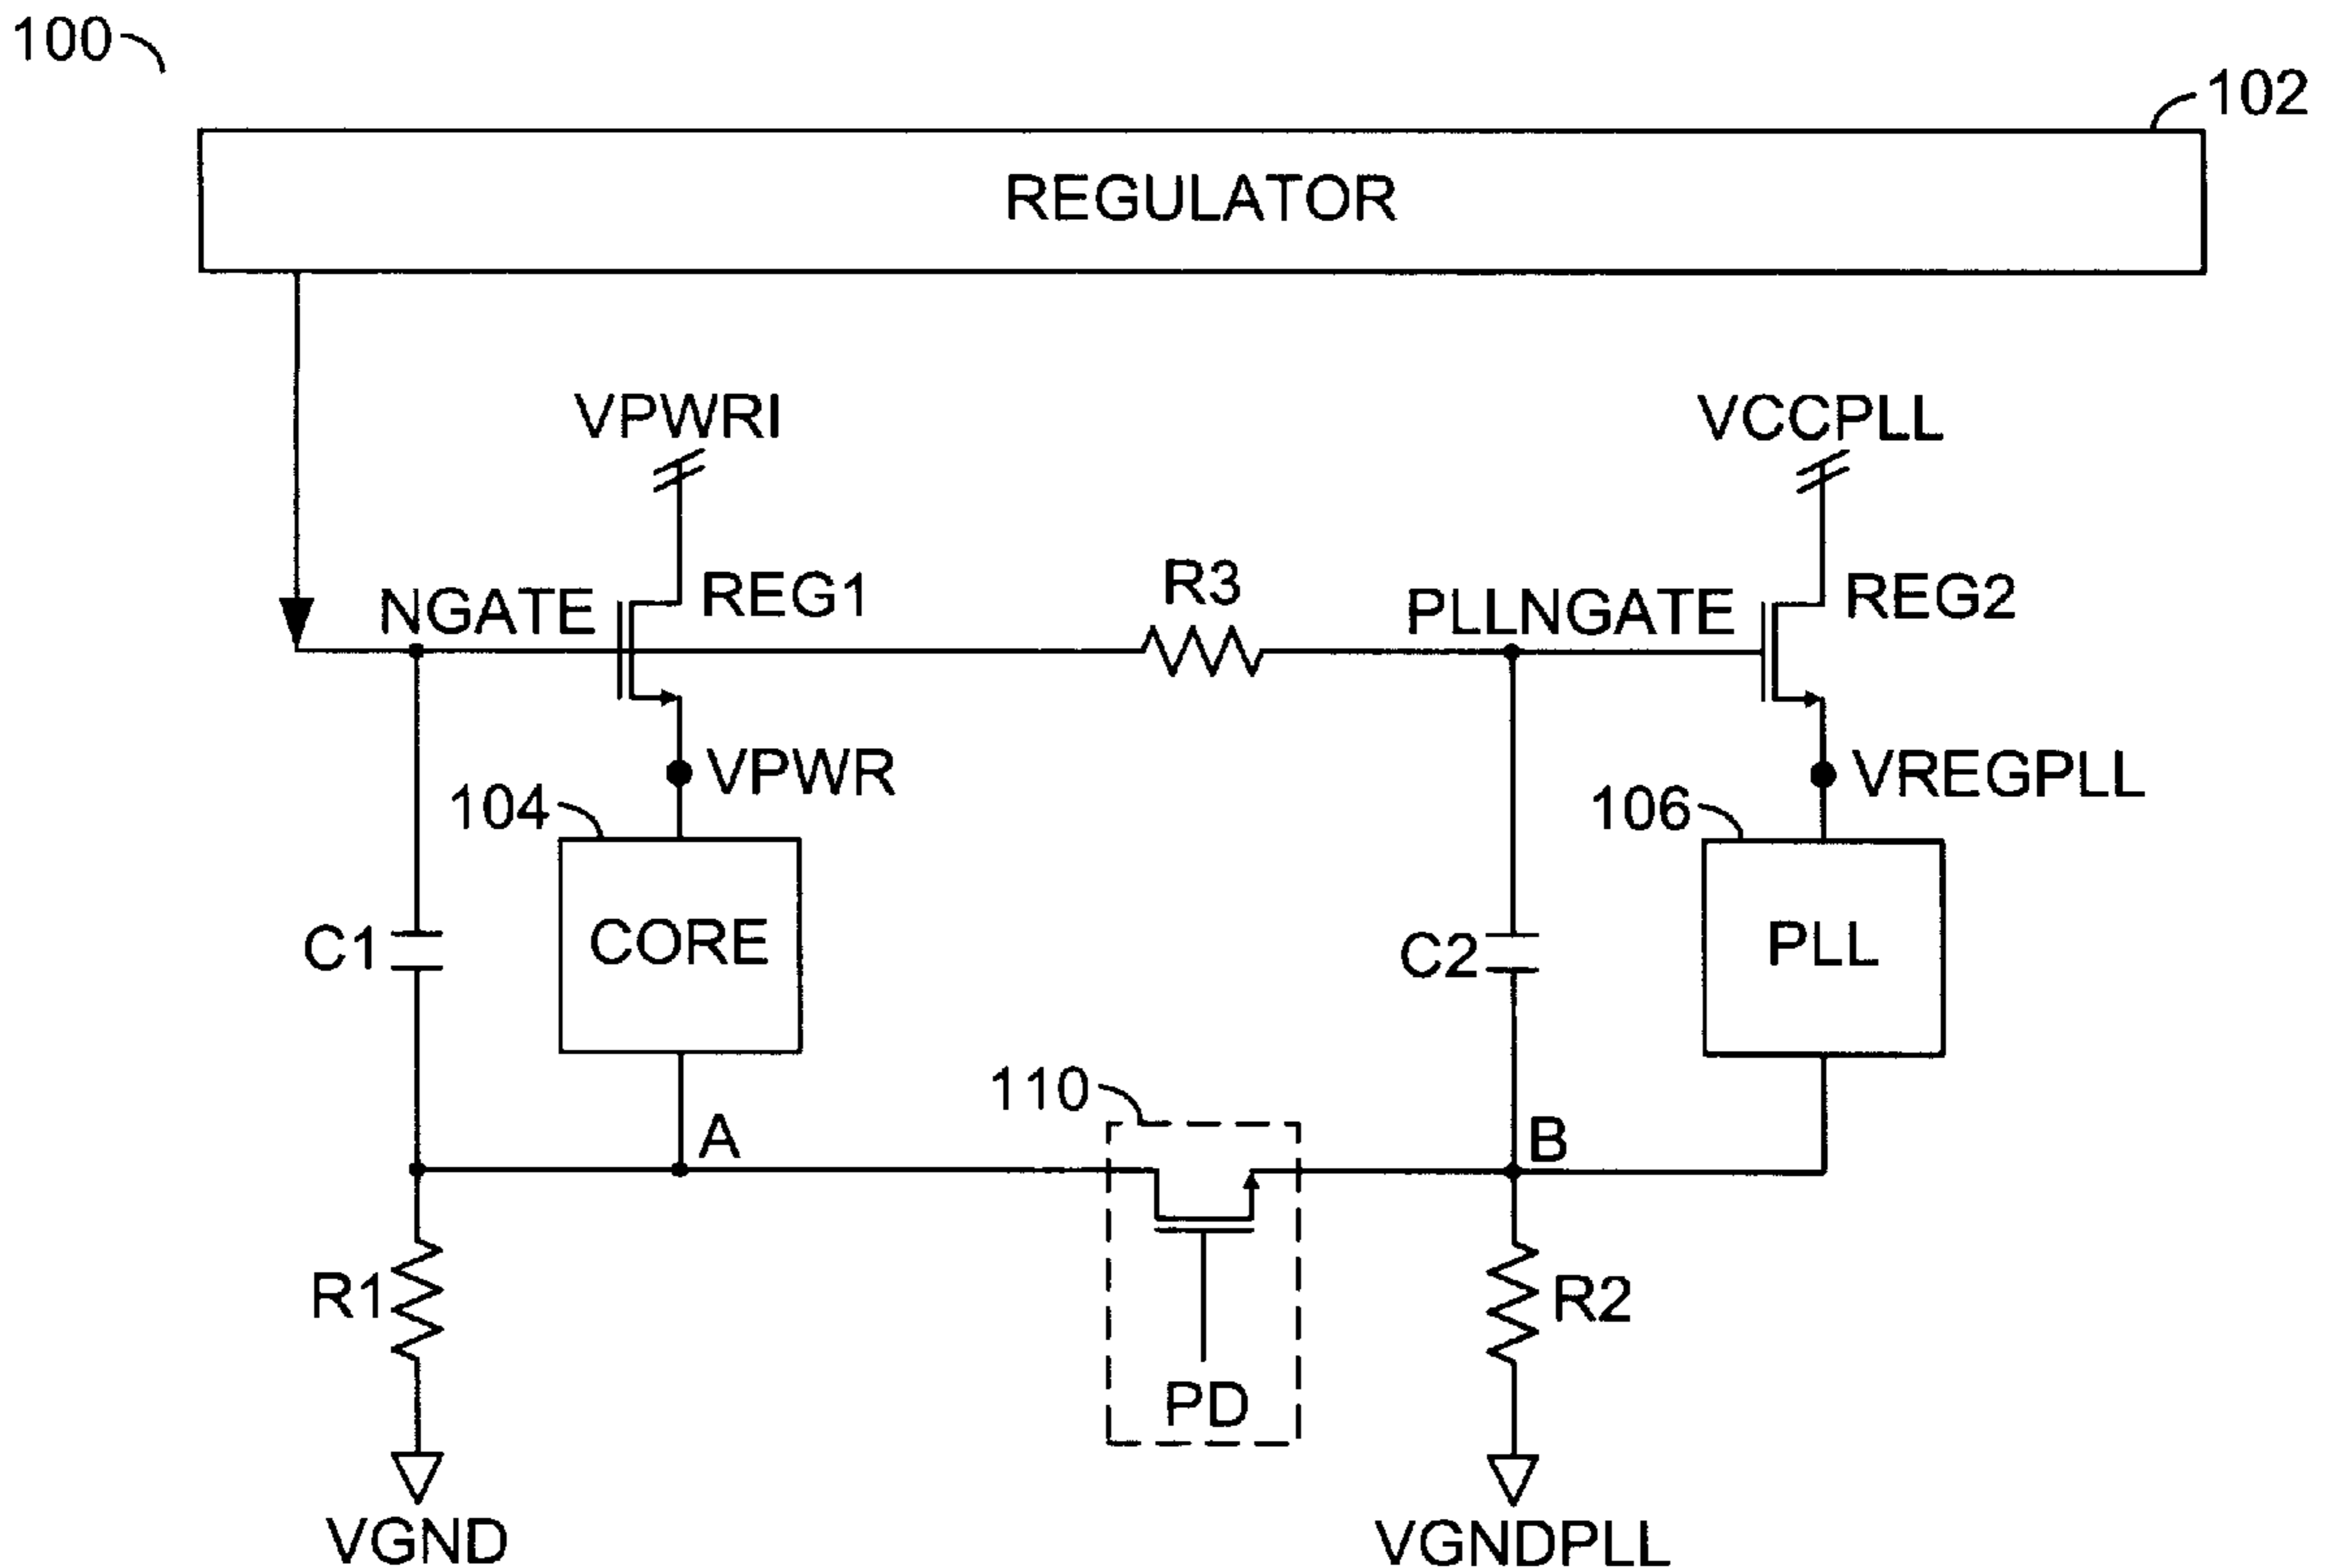 100
102
REGULATOR
VPWRI
VCCPLL
NGATE
REG1
R3
PLLNGATE
REG2
VPWR
VREGPLL
104
106
CORE
PLL
C1
C2
110
A
B
R1
R2
PD
VGND
VGNDPLL